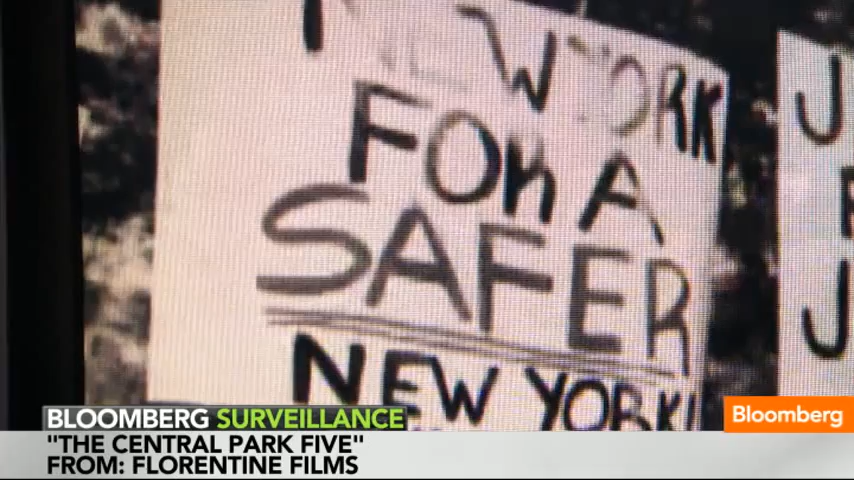 NEW YORK
FOR A
SAFER
NEW YORK!
J
J
BLOOMBERG SURVEILLANCE
Bloomberg
"THE CENTRAL PARK FIVE"
FROM: FLORENTINE FILMS